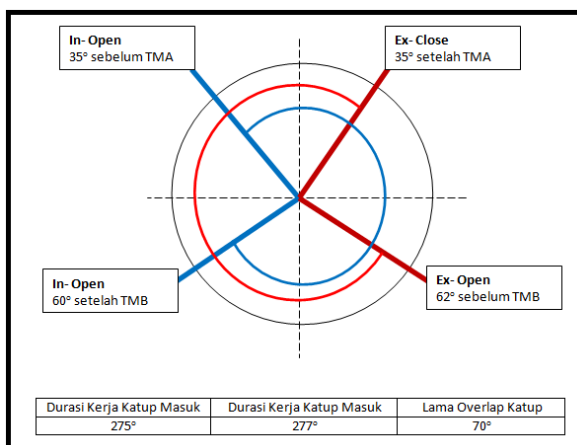 In- Open
35° sebelum TMA
Ex- Close
35° setelah TMA
In- Open
60° setelah TMB
Ex- Open
62° sebelum TMB
Durasi Kerja Katup Masuk Durasi Kerja Katup Masuk Lama Overlap Katup
275° 277° 70°